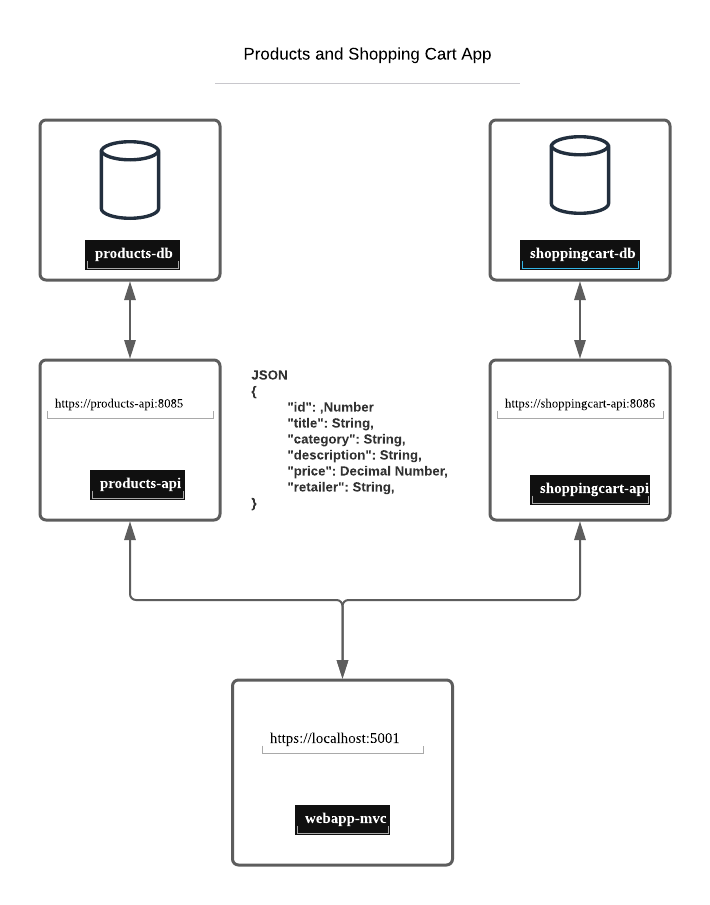 Products and Shopping Cart App
products-db
shoppingcart-db
https://products-api:8085
products-api
JSON
{
"id": ,Number
"title": String,
"category": String,
"description": String,
"price": Decimal Number,
"retailer": String,
}
https://shoppingcart-api:8086
shoppingcart-api
https://localhost:5001
webapp-mvc